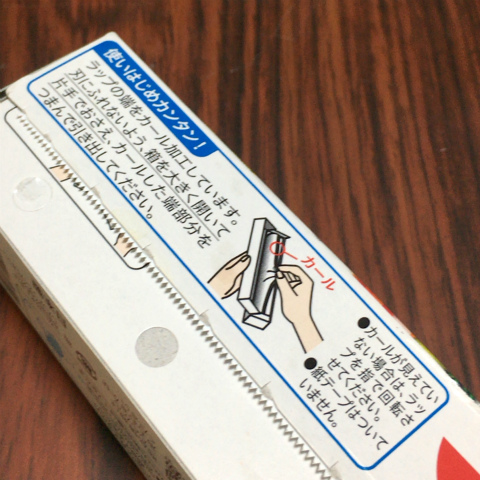 使いはじめカンタン!
ラップの端をカール加工しています。
刃にふれないよう、箱を大きく開いて
片手でおさえ、カールした端部分を
つまんで引き出してください。
カール
●カールが見えてい
ない場合は、ラッ
プを指で回転さ
せてください。
●紙テープはついて
いません。